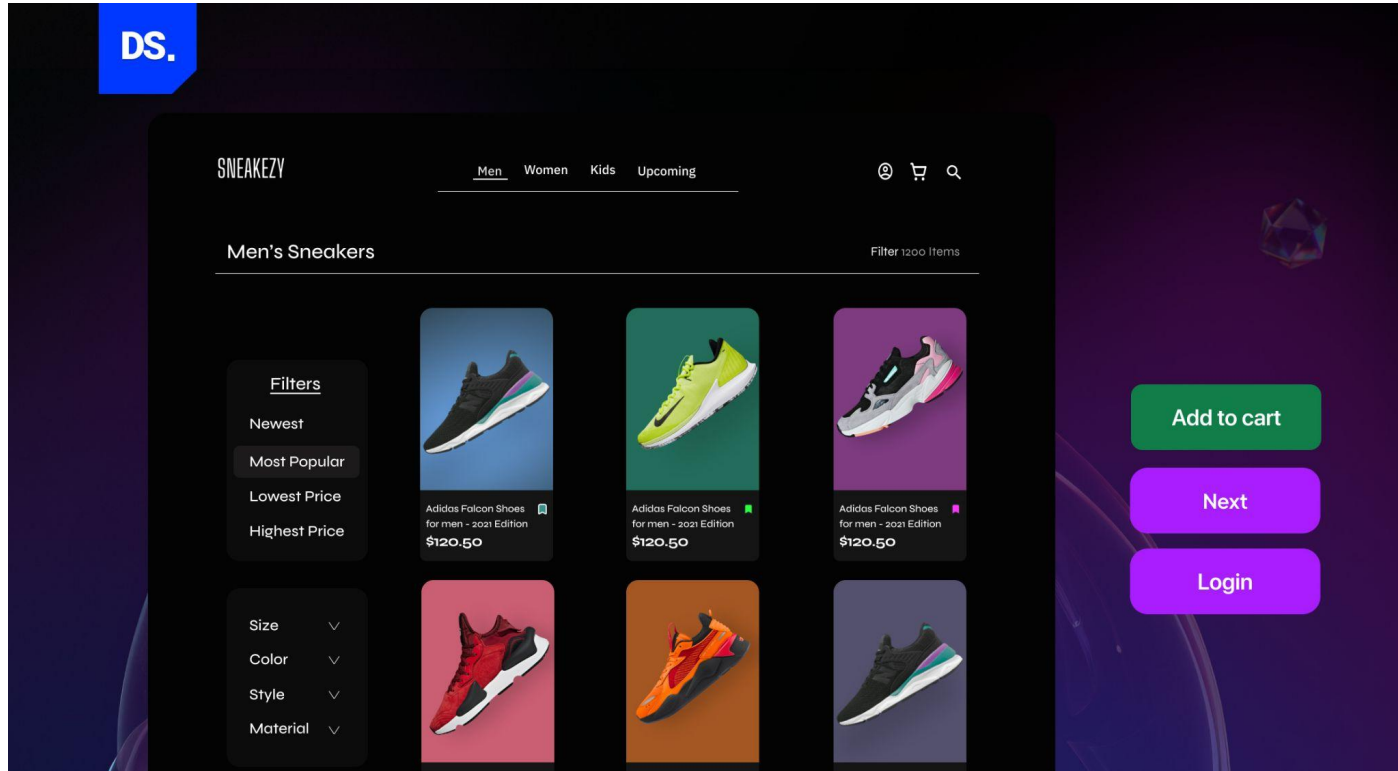 DS.
SNEAKEZY
Men Women Kids Upcoming
Men's Sneakers
Filter 1200 Items
Filters
Newest
Most Popular
Lowest Price
Highest Price
Size
Color
Style
Material
Adidas Falcon Shoes
for men - 2021 Edition
$120.50
Adidas Falcon Shoes
for men - 2021 Edition
$120.50
Adidas Falcon Shoes
for men - 2021 Edition
$120.50
Add to cart
Next
Login